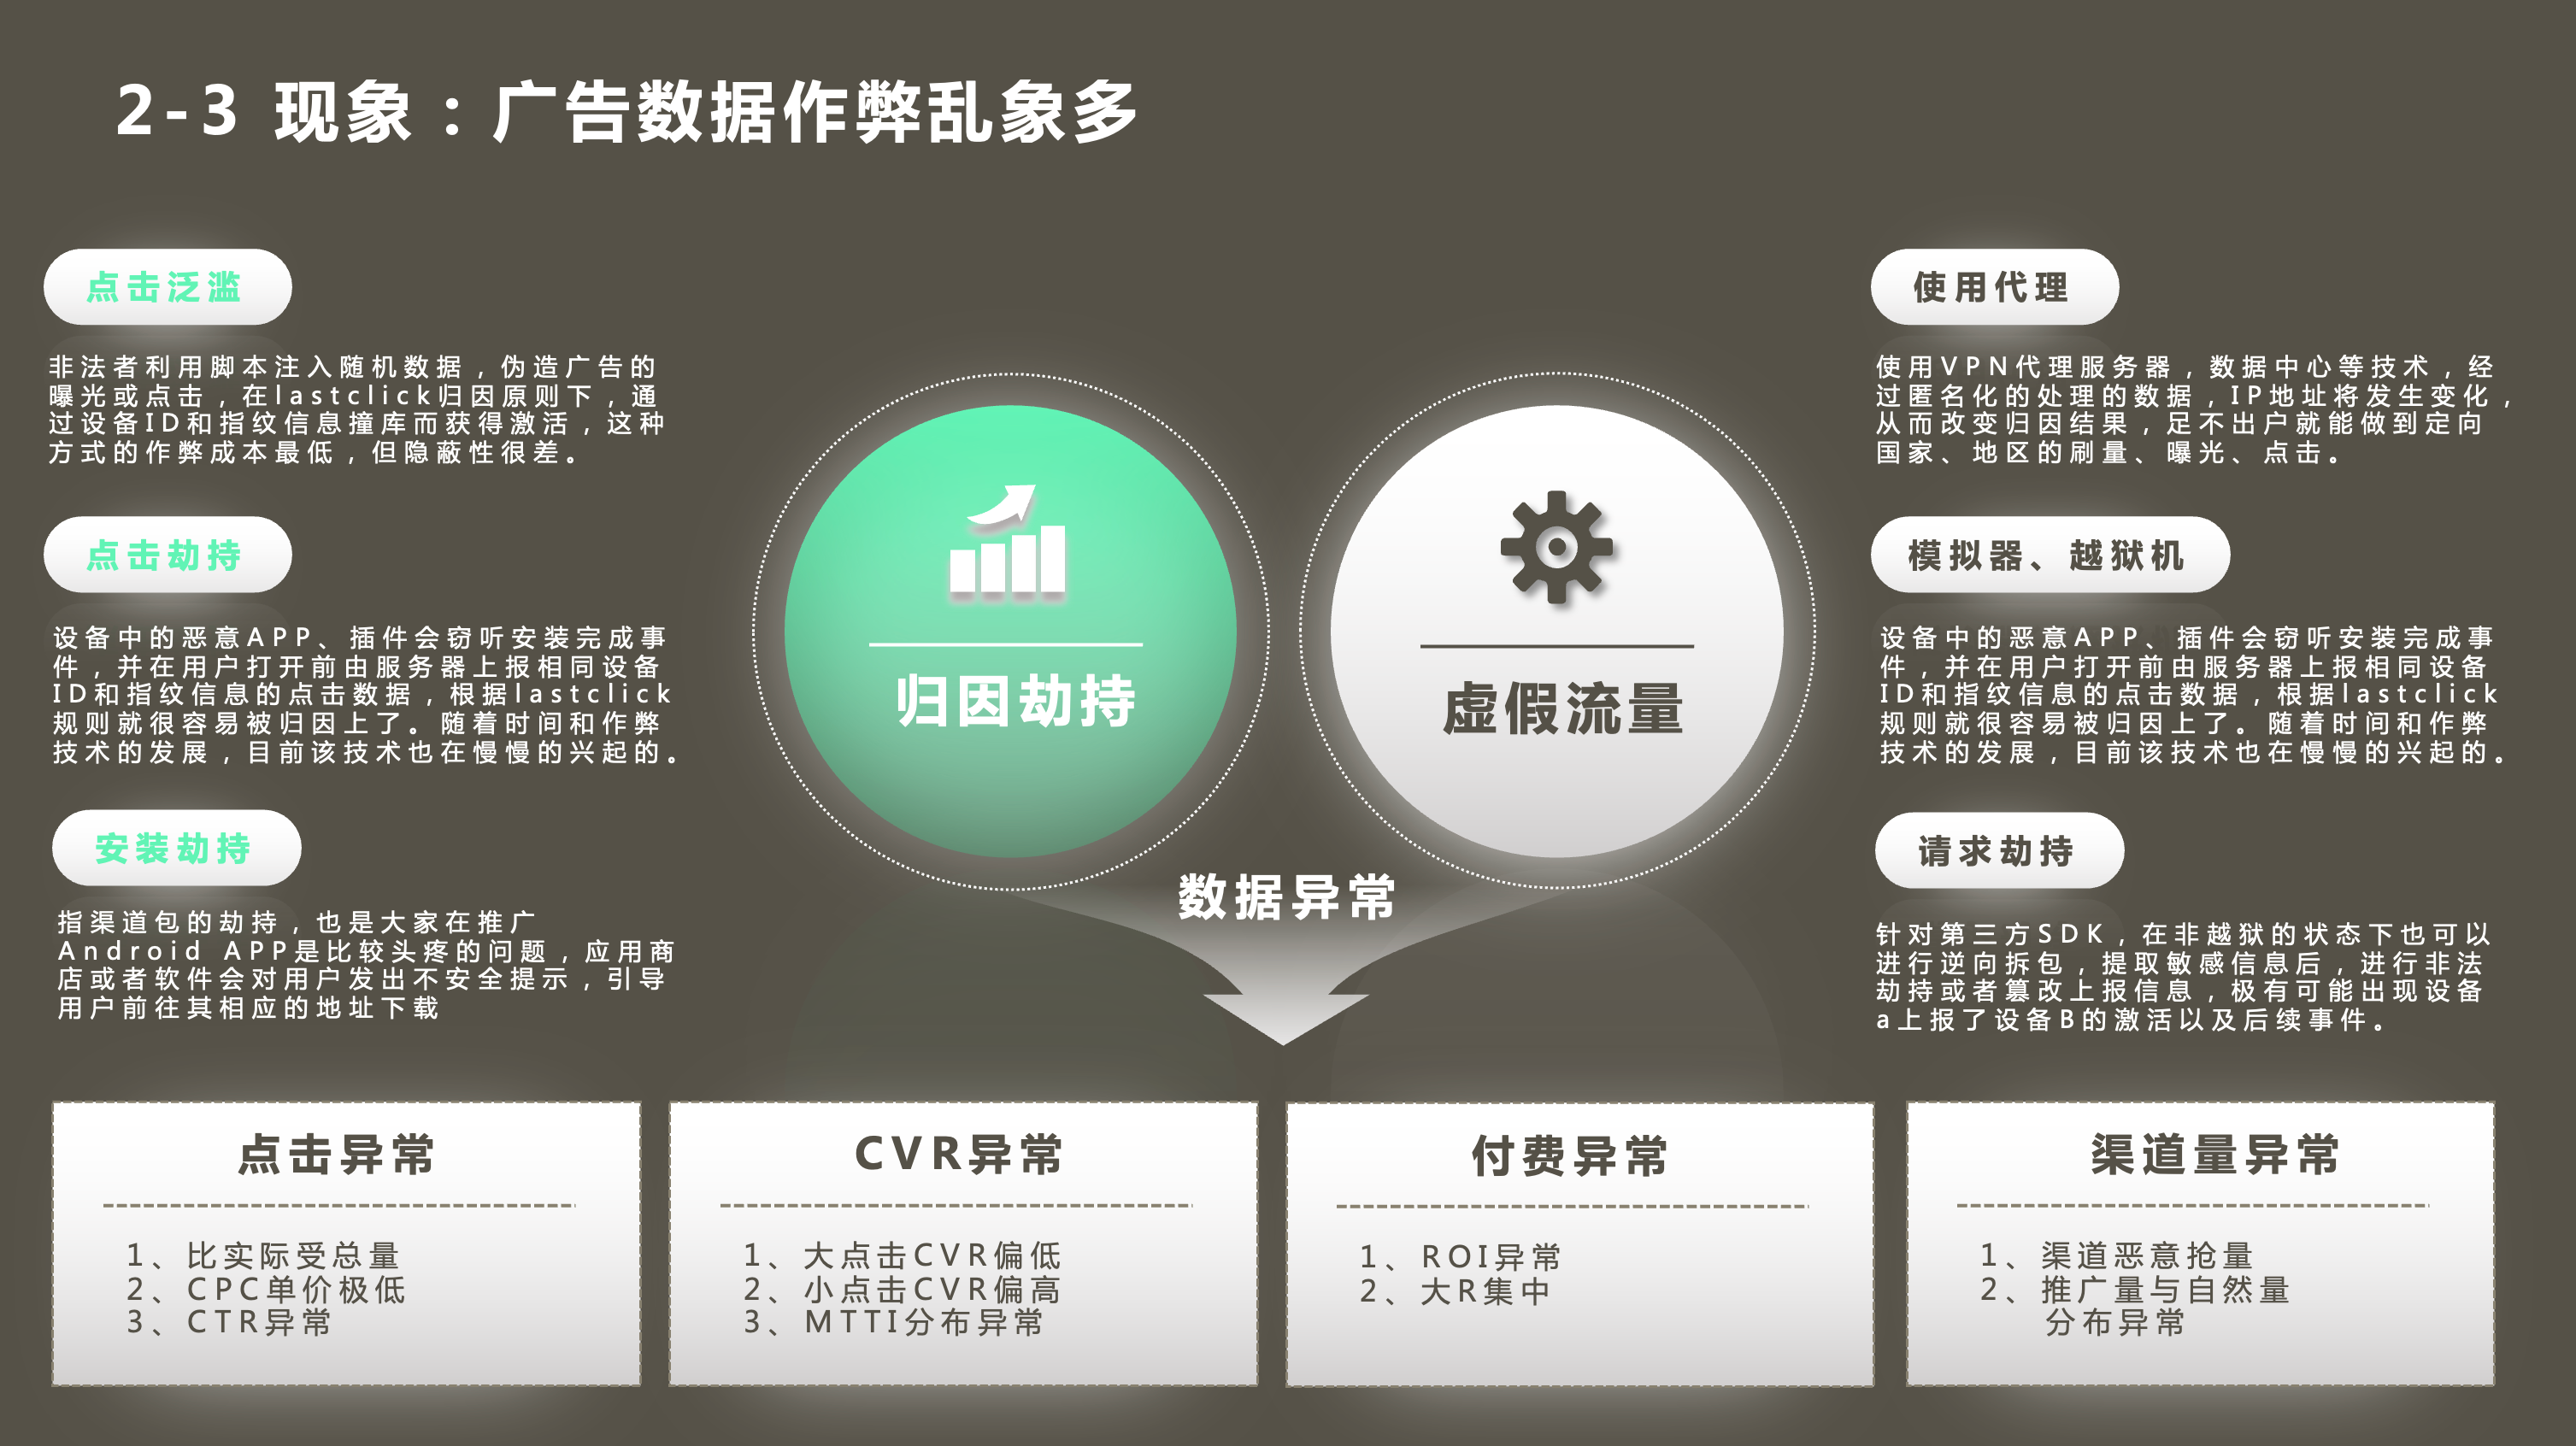 2-3 现象：广告数据作弊乱象多
点击泛滥
非法者利用脚本注入随机数据，伪造广告的
曝光或点击，在lastclick归因原则下，通
过设备ID和指纹信息撞库而获得激活，这种
方式的作弊成本最低，但隐蔽性很差。
点击劫持
设备中的恶意APP、插件会窃听安装完成事
件，并在用户打开前由服务器上报相同设备
ID和指纹信息的点击数据，根据lastclick
规则就很容易被归因上了。随着时间和作弊
技术的发展，目前该技术也在慢慢的兴起的。
安装劫持
指渠道包的劫持，也是大家在推广
Android APP是比较头疼的问题，应用商
店或者软件会对用户发出不安全提示，引导
用户前往其相应的地址下载
归因劫持
虚假流量
数据异常
使用代理
使用VPN代理服务器，数据中心等技术，经
过匿名化的处理的数据，IP地址将发生变化，
从而改变归因结果，足不出户就能做到定向
国家、地区的刷量、曝光、点击。
模拟器、越狱机
设备中的恶意APP、插件会窃听安装完成事
件，并在用户打开前由服务器上报相同设备
ID和指纹信息的点击数据，根据lastclick
规则就很容易被归因上了。随着时间和作弊
技术的发展，目前该技术也在慢慢的兴起的。
请求劫持
针对第三方SDK，在非越狱的状态下也可以
进行逆向拆包，提取敏感信息后，进行非法
劫持或者篡改上报信息，极有可能出现设备
a上报了设备B的激活以及后续事件。
点击异常
1、比实际受总量
2、CPC单价极低
3、CTR异常
CVR异常
1、大点击CVR偏低
2、小点击CVR偏高
3、MTTI分布异常
付费异常
1、ROI异常
2、大R集中
渠道量异常
1、渠道恶意抢量
2、推广量与自然量
分布异常